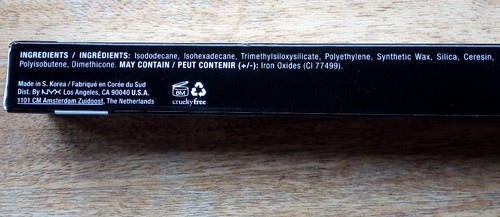 INGREDIENTS / INGRÉDIENTS: Isododecane, Isohexadecane, Trimethylsiloxysilicate, Polyethylene, Synthetic Wax, Silica, Ceresin,
Polyisobutene, Dimethicone. MAY CONTAIN / PEUT CONTENIR (+/-): Iron Oxides (CI 77499).
Made in S. Korea / Fabriqué en Corée du Sud
Dist. By NYX Los Angeles, CA 90040 U.S.A.
1101 CM Amsterdam Zuidoost, The Netherlands
6M
crueltyfree